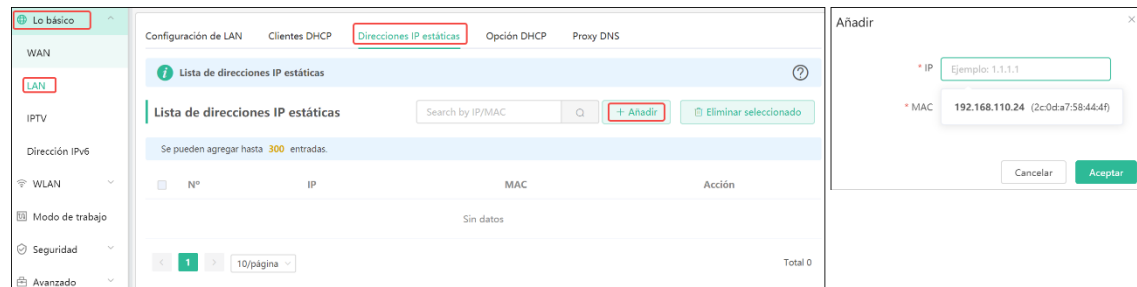 Lo básico
WAN
LAN
IPTV
Dirección IPv6
WLAN
Modo de trabajo
Seguridad
Avanzado
Configuración de LAN Clientes DHCP Direcciones IP estáticas Opción DHCP Proxy DNS
i Lista de direcciones IP estáticas ?
Lista de direcciones IP estáticas Search by IP/MAC + Añadir Eliminar seleccionado
Se pueden agregar hasta 300 entradas.
Nº IP MAC Acción
Sin datos
< 1 > 10/página Total 0
Añadir ×
* IP Ejemplo: 1.1.1.1
* MAC 192.168.110.24 (2c:0d:a7:58:44:4f)
Cancelar Aceptar